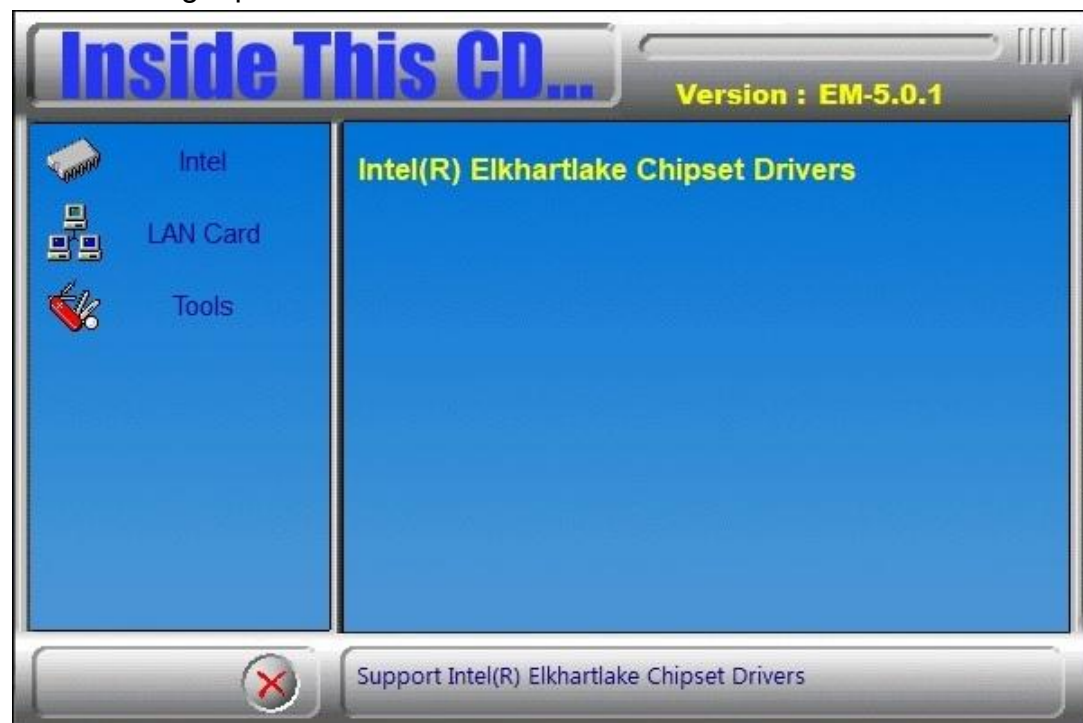 Inside This CD...
Version : EM-5.0.1
Intel
LAN Card
Tools
Intel(R) Elkhartlake Chipset Drivers
Support Intel(R) Elkhartlake Chipset Drivers